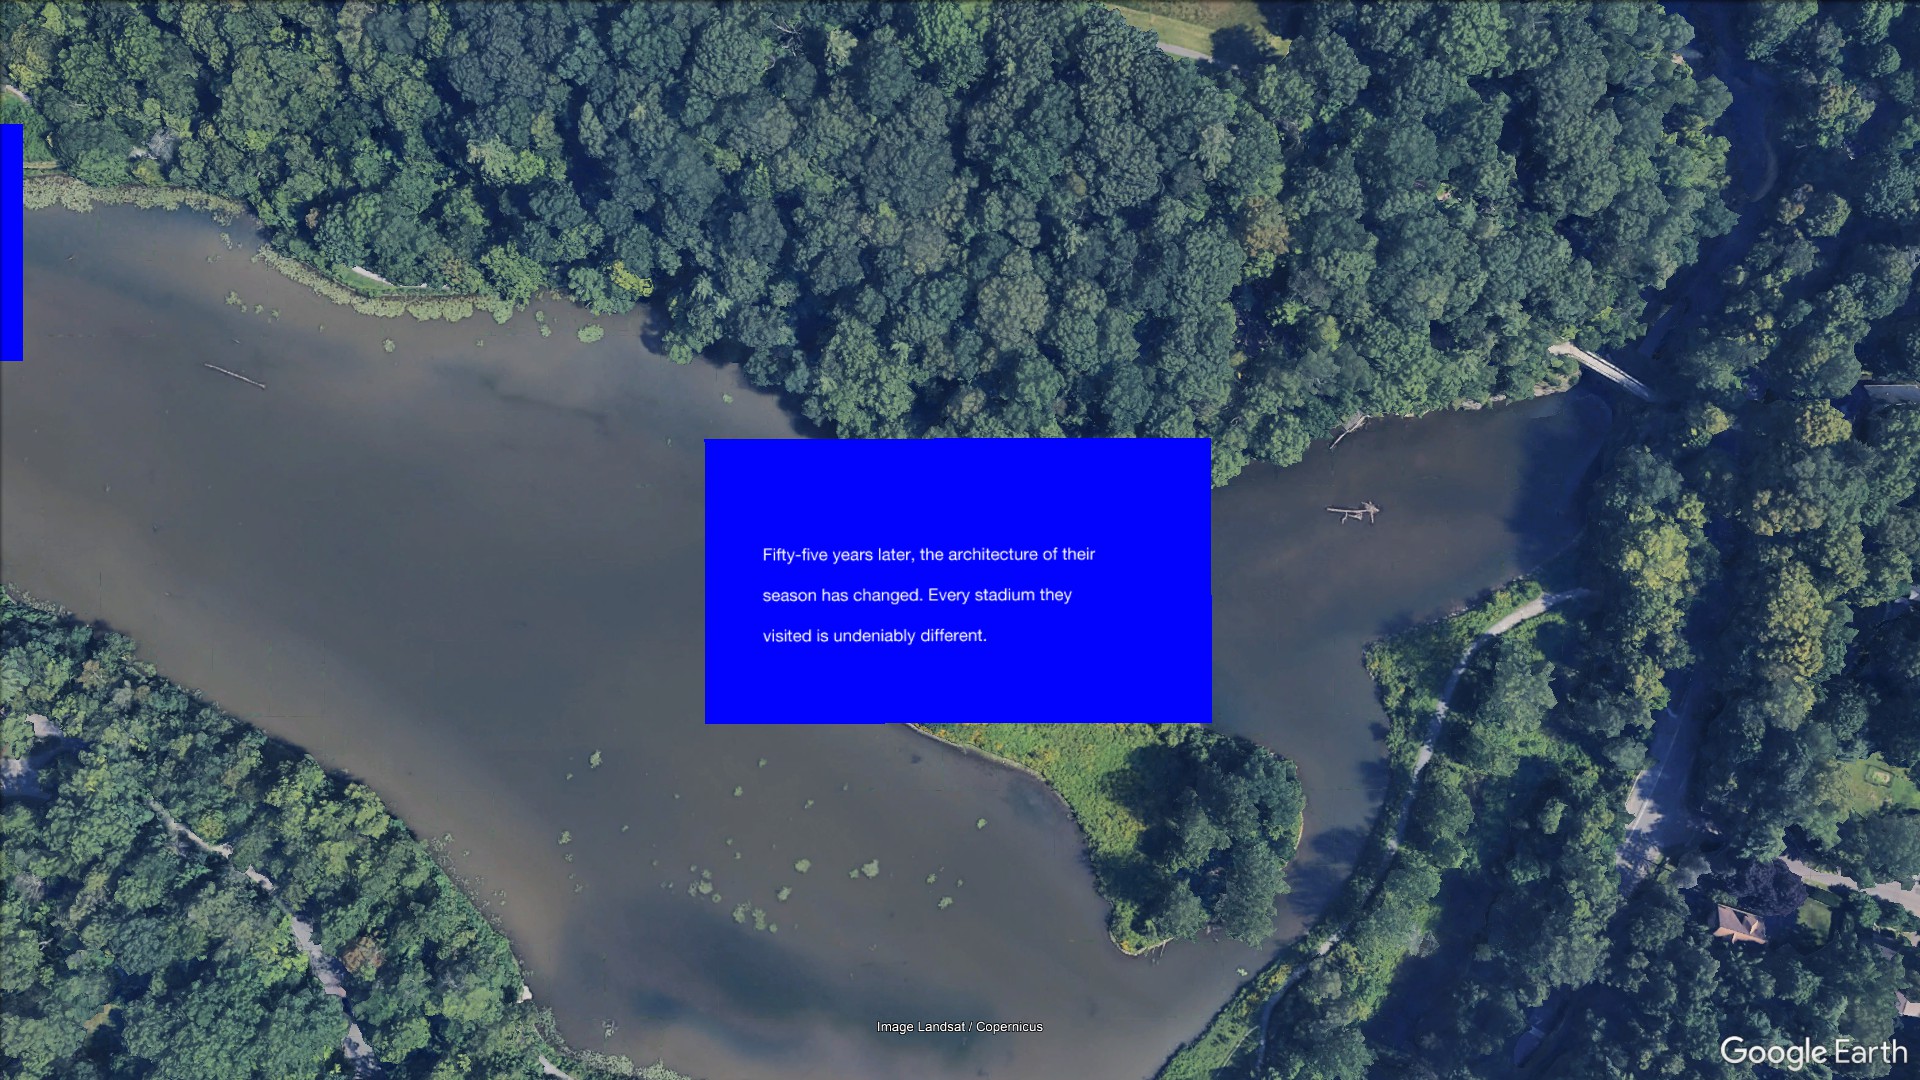 Fifty-five years later, the architecture of their
season has changed. Every stadium they
visited is undeniably different.
Image Landsat / Copernicus
Google Earth